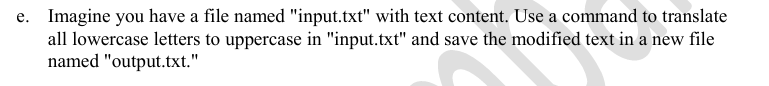 e. Imagine you have a file named "input.txt" with text content. Use a command to translate
all lowercase letters to uppercase in "input.txt" and save the modified text in a new file
named "output.txt."